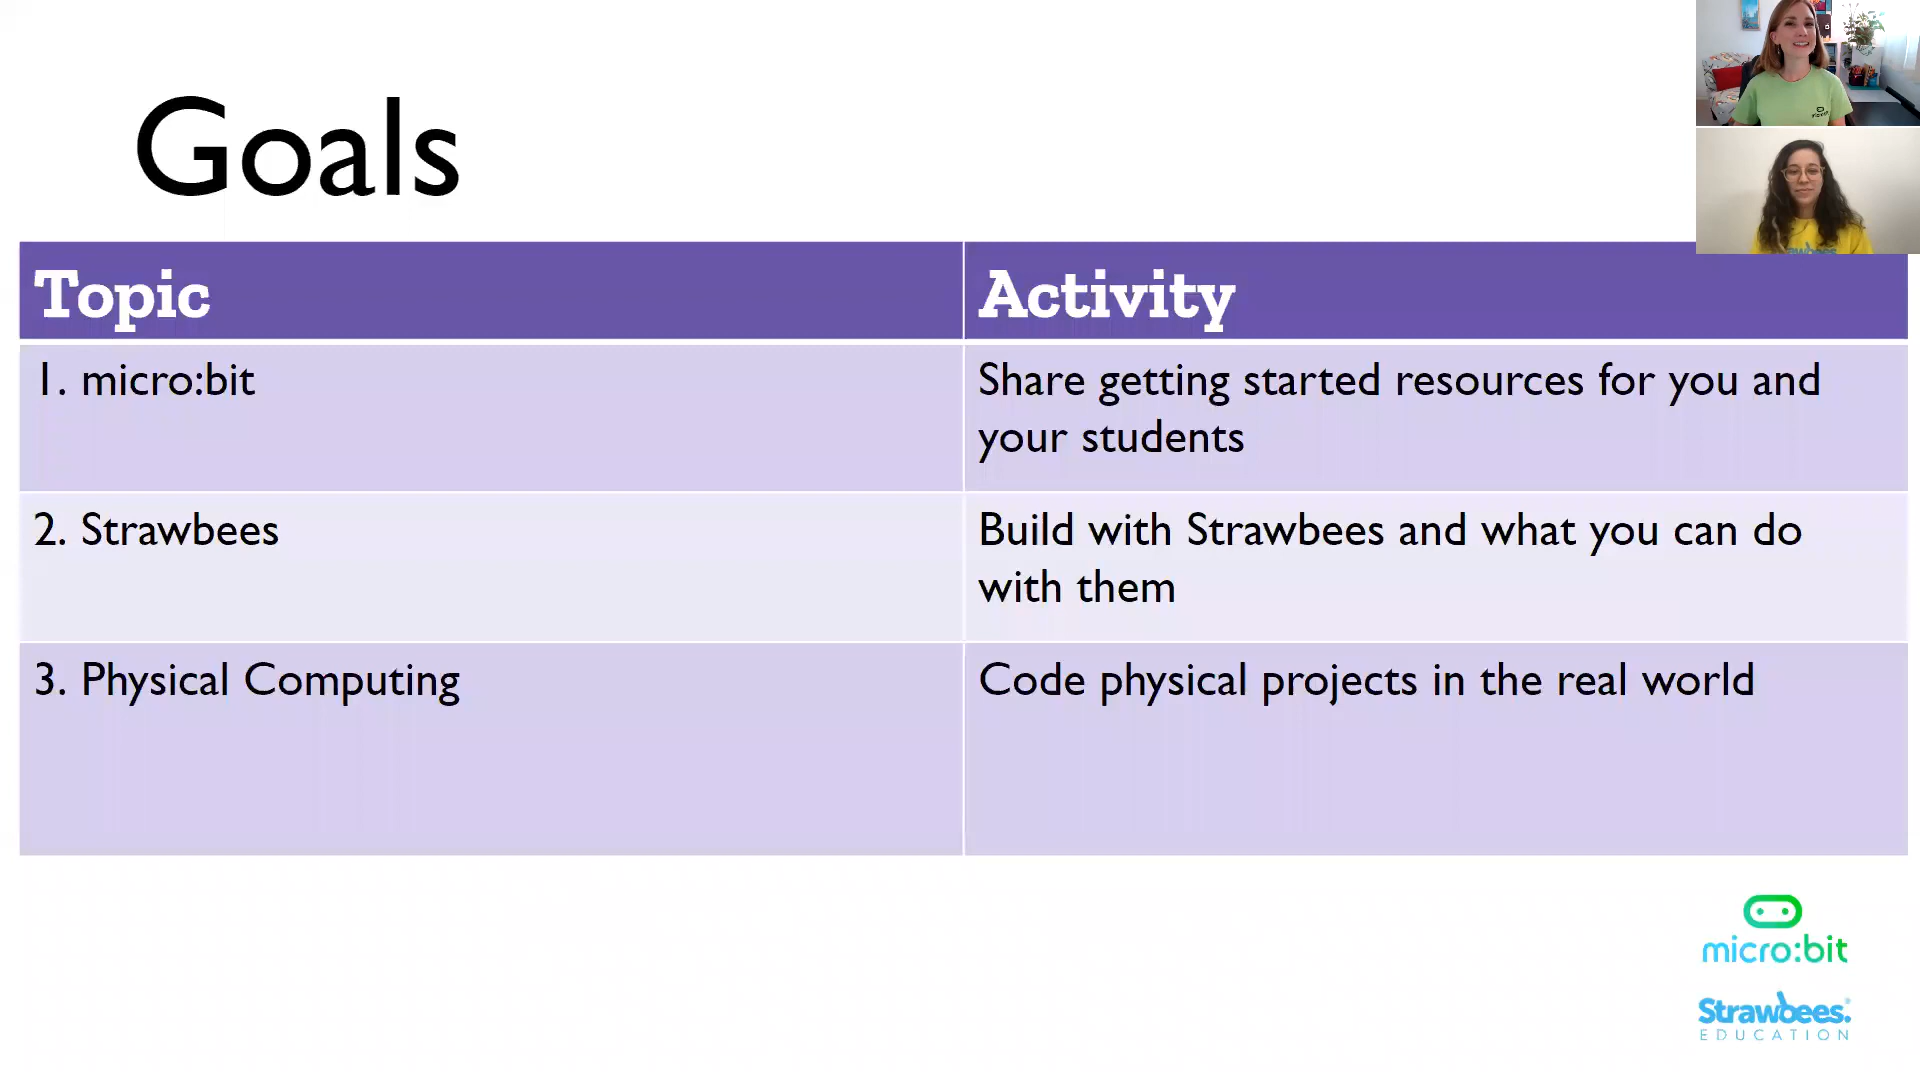 Goals
Topic
Activity
1. micro:bit
Share getting started resources for you and
your students
2. Strawbees
Build with Strawbees and what you can do
with them
3. Physical Computing
Code physical projects in the real world
micro:bit
Strawbees.
EDUCATION